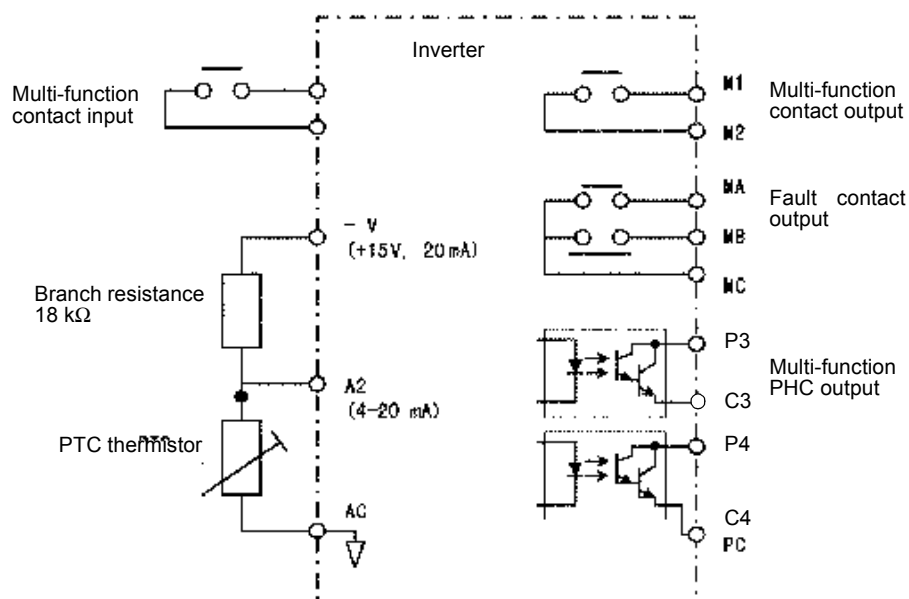 Inverter
Multi-function
contact input
M1
Multi-function
contact output
M2
MA
Fault contact
output
MB
MC
- V
(+15V, 20 mA)
Branch resistance
18 kΩ
P3
Multi-function
PHC output
C3
A2
(4-20 mA)
PTC thermistor
P4
AC
C4
PC